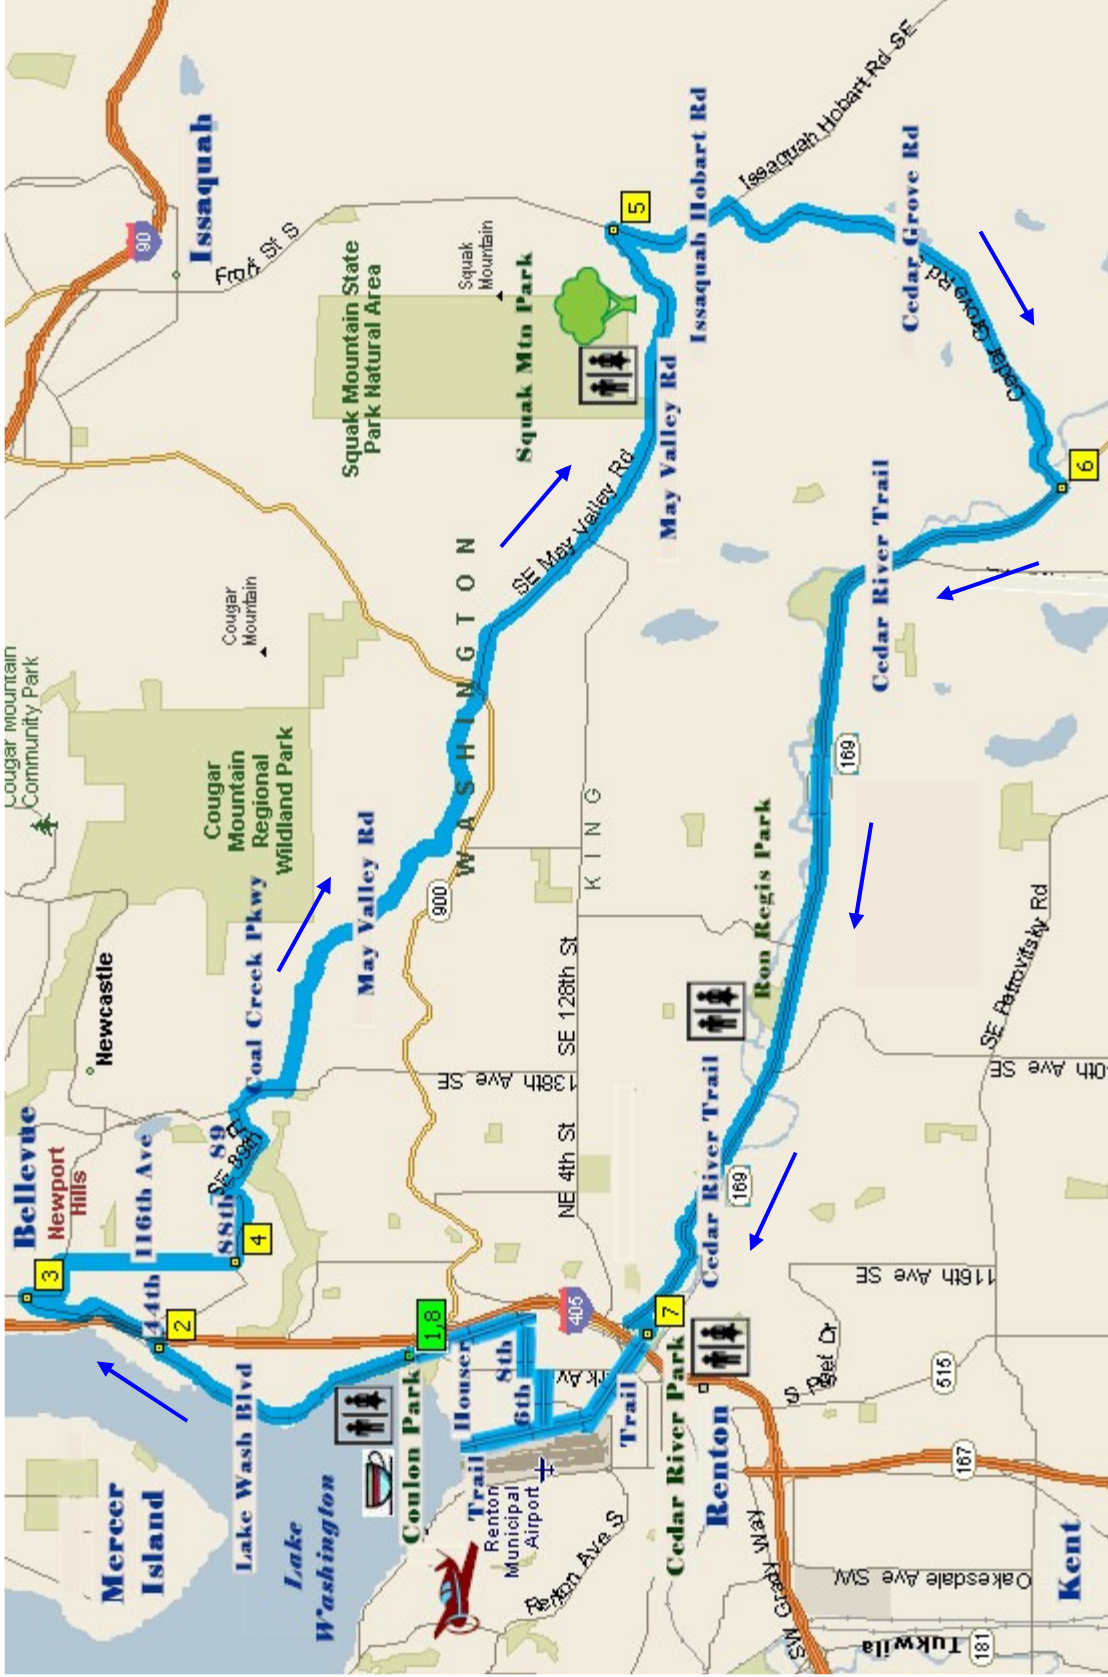 Cougar Mountain
Community Park
Bellevue
3
Newport
Hills
Newcastle
Mercer
Island
90
Issaquah
116th Ave
44th
2
88th
89
SE 89th
Pl
4
Coal Creek Pkwy
Cougar
Mountain
Regional
Wildland Park
Cougar
Mountain
Front St S
Lake Wash Blvd
Lake
Washington
May Valley Rd
Squak Mountain State
Park Natural Area
Coulon Park
1,8
900
138th Ave SE
WASHINGTON
Squak
Mountain
Squak Mtn Park
Houser
8th
6th
Trail
Renton
Municipal
Airport
Renton Ave S
405
NE 4th St
SE 128th St
KING
SE May Valley Rd
May Valley Rd
5
Issaquah Hobart Rd
Issaquah Hobart Rd SE
Trail
7
Cedar River Park
Renton
Cedar River Trail
169
Ron Regis Park
169
Cedar River Trail
Cedar Grove Rd
Cedar Grove Rd
6
116th Ave SE
SE Petrovitsky Rd
S Puget Dr
515
167
SW Grady Way
Oakesdale Ave SW
Tukwila
181
Kent